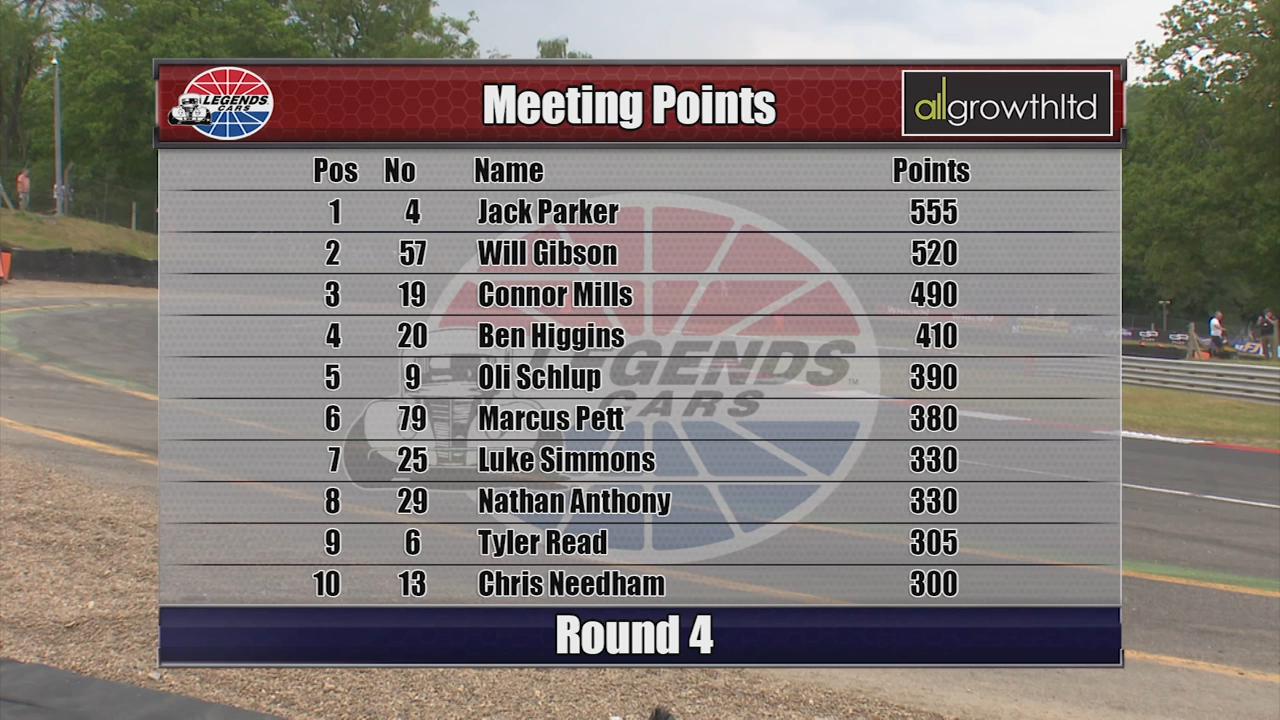 LEGENDS
CARS
Meeting Points
allgrowthltd
Pos No Name Points
1 4 Jack Parker 555
2 57 Will Gibson 520
3 19 Connor Mills 490
4 20 Ben Higgins 410
5 9 Oli Schlup 390
6 79 Marcus Pett 380
7 25 Luke Simmons 330
8 29 Nathan Anthony 330
9 6 Tyler Read 305
10 13 Chris Needham 300
LEGENDS
CARS
TM
Round 4